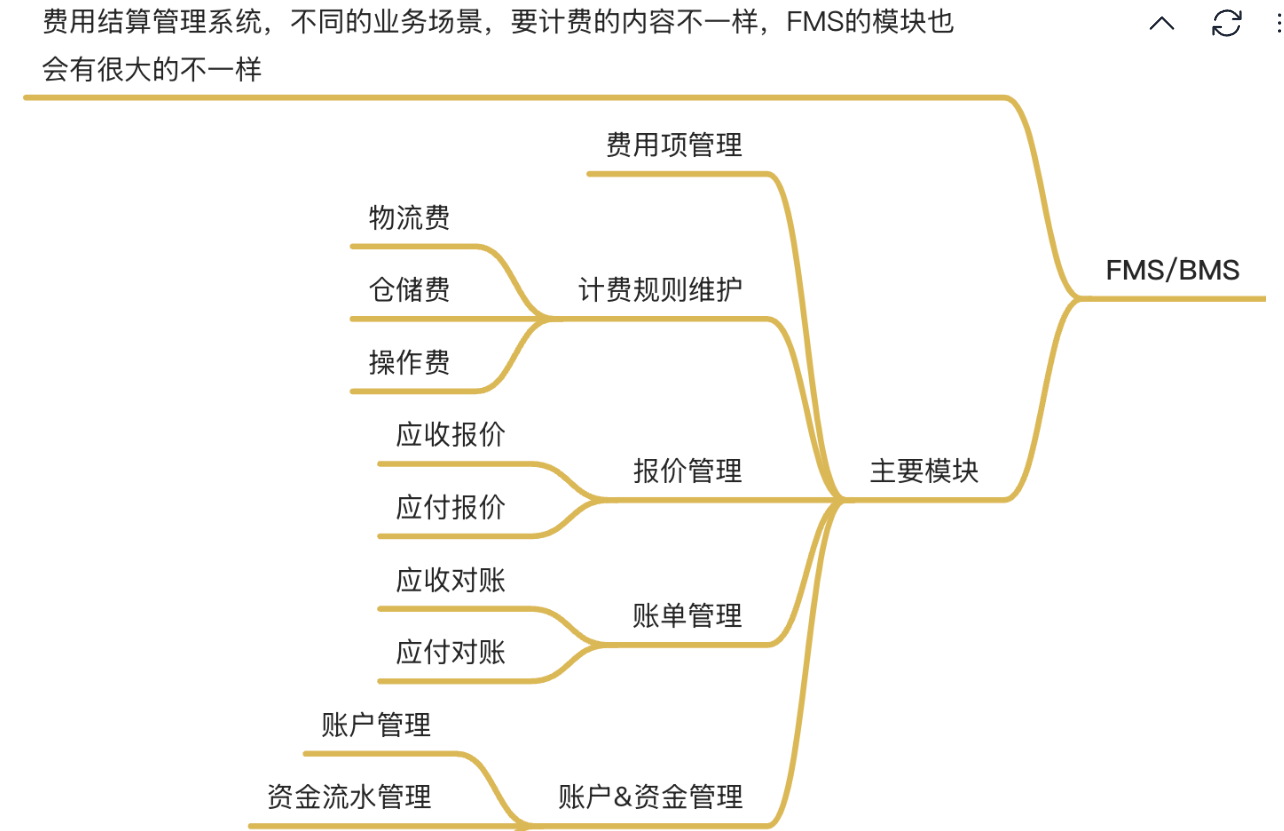 费用结算管理系统，不同的业务场景，要计费的内容不一样，FMS的模块也
会有很大的不一样
费用项管理
物流费
仓储费
计费规则维护
操作费
FMS/BMS
应收报价
应付报价
报价管理
主要模块
应收对账
应付对账
账单管理
账户管理
资金流水管理
账户&资金管理